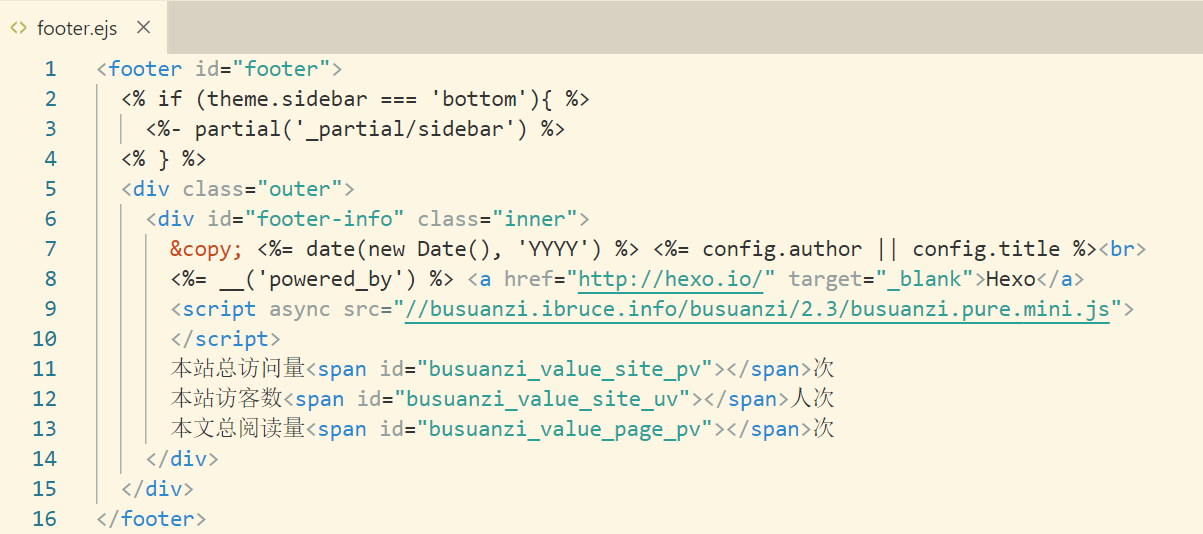 footer.ejs
1 <footer id="footer">
2 <% if (theme.sidebar === 'bottom'){ %>
3 <%- partial('_partial/sidebar') %>
4 <% } %>
5 <div class="outer">
6 <div id="footer-info" class="inner">
7 &copy; <%= date(new Date(), 'YYYY') %> <%= config.author || config.title %><br>
8 <%= __('powered_by') %> <a href="http://hexo.io/" target="_blank">Hexo</a>
9 <script async src="//busuanzi.ibruce.info/busuanzi/2.3/busuanzi.pure.mini.js">
10 </script>
11 本站总访问量<span id="busuanzi_value_site_pv"></span>次
12 本站访客数<span id="busuanzi_value_site_uv"></span>人次
13 本文总阅读量<span id="busuanzi_value_page_pv"></span>次
14 </div>
15 </div>
16 </footer>